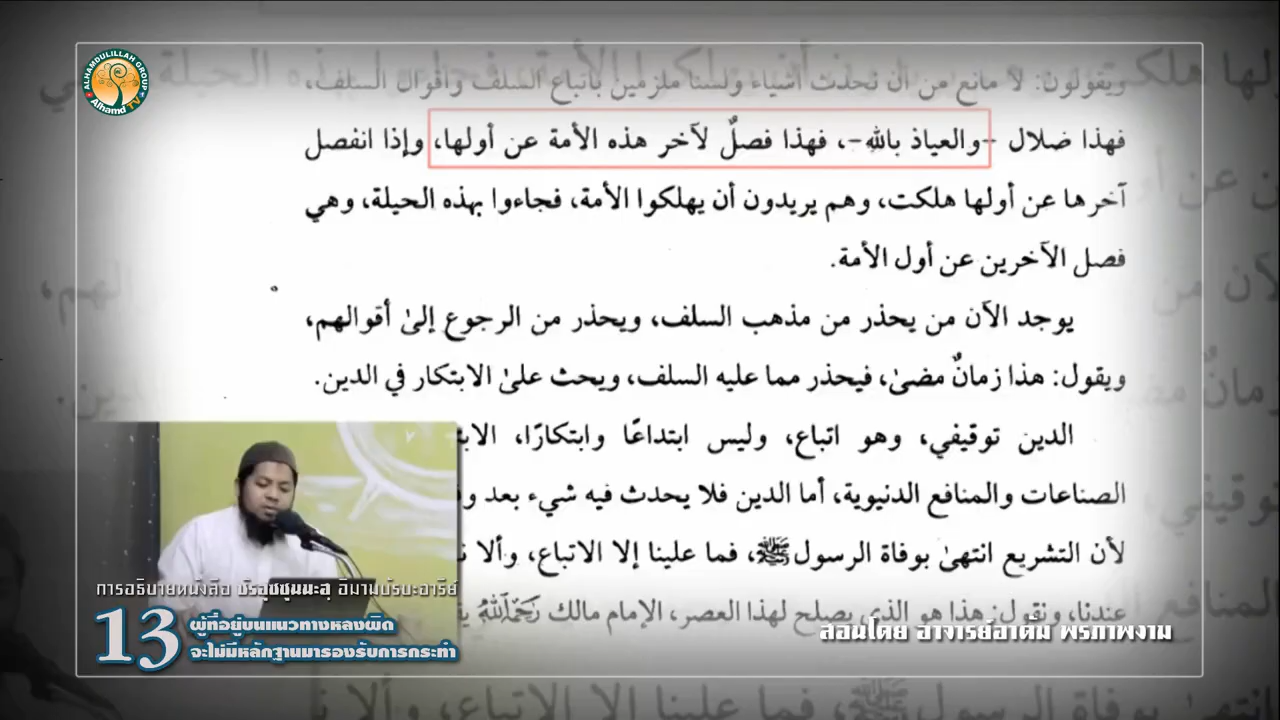 ALHAMDULILLAH GROUP
Alhamd TV
ويقولون: لا مانع من أن نحدث أشياء ولسنا ملزمين باتباع السلف وأقوال السلف،
فهذا ضلال -والعياذ بالله-، فهذا فصلٌ لآخر هذه الأمة عن أولها، وإذا انفصل
آخرها عن أولها هلكت، وهم يريدون أن يهلكوا الأمة، فجاءوا بهذه الحيلة، وهي
فصل الآخرين عن أول الأمة.
يوجد الآن من يحذر من مذهب السلف، ويحذر من الرجوع إلىٰ أقوالهم،
ويقول: هذا زمانٌ مضىٰ، فيحذر مما عليه السلف، ويحث علىٰ الابتكار في الدين.
الدين توقيفي، وهو اتباع، وليس ابتداعًا وابتكارًا،
الصناعات والمنافع الدنيوية، أما الدين فلا يحدث فيه شيء بعد
لأن التشريع انتهىٰ بوفاة الرسول ﷺ، فما علينا إلا الاتباع، وألا
عندنا، ونقول: هذا هو الذي يصلح لهذا العصر، الإمام مالك رَحِمَهُ اللَّهُ
การอธิบายหนังสือ ชัรฺอุซซุนนะฮฺ อิมามบัรบะฮารีย์
13 ผู้ที่อยู่บนแนวทางหลงผิด
จะไม่มีหลักฐานมารองรับการกระทำ
สอนโดย อาจารย์อาดัม พรภาพงาม